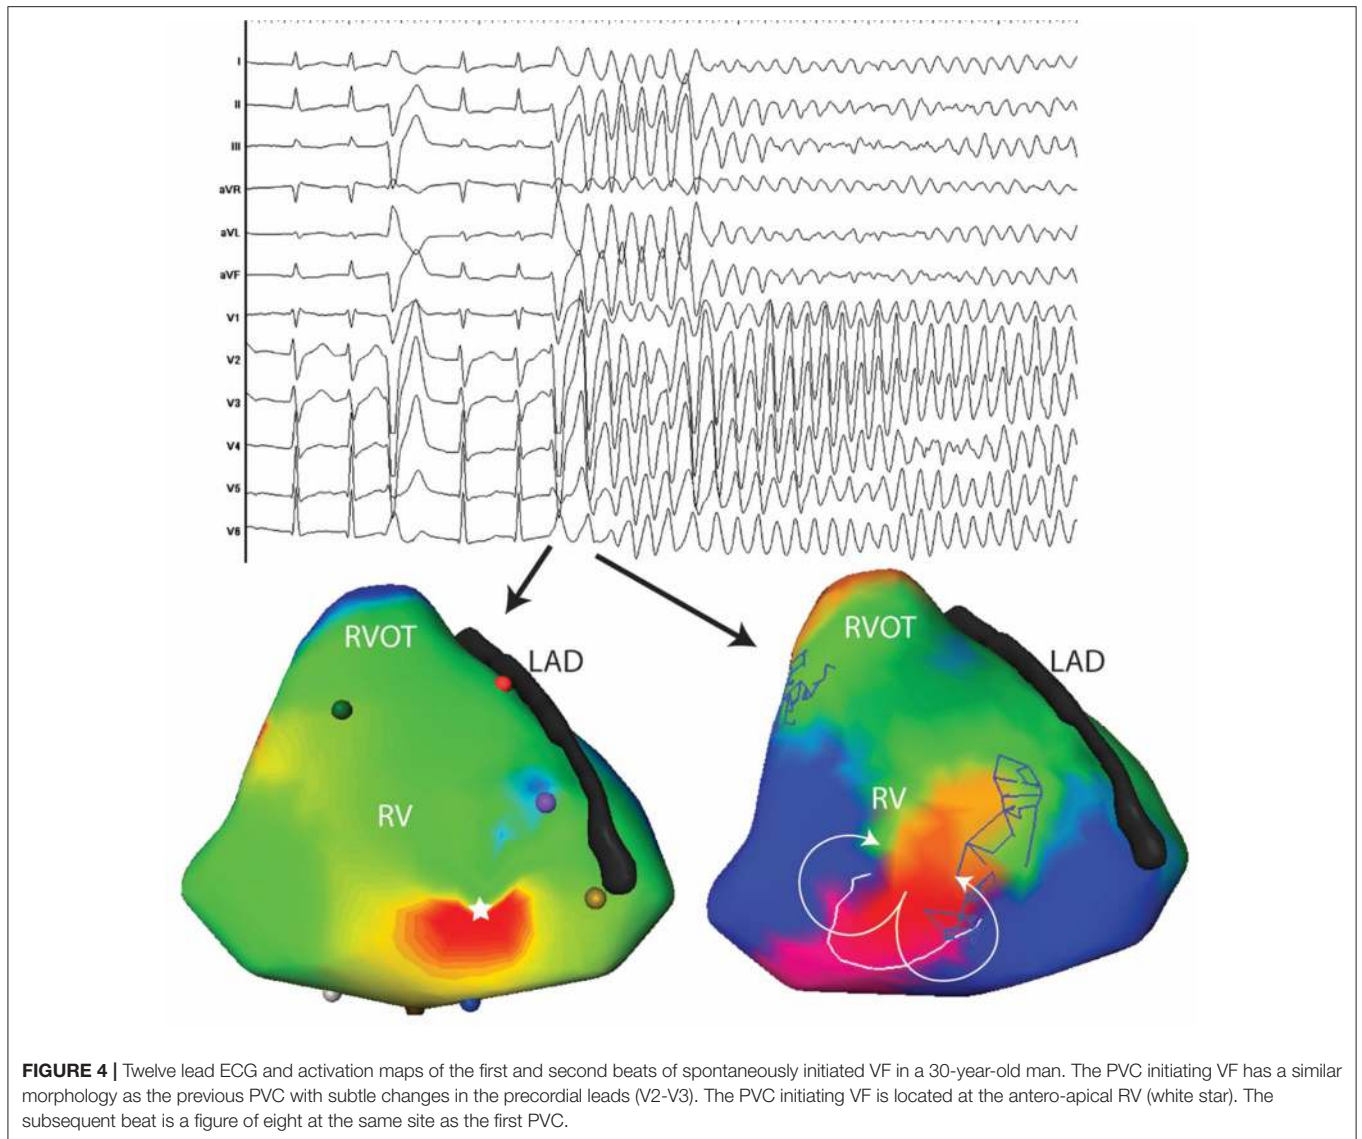 I
II
III
aVR
aVL
aVF
V1
V2
V3
V4
V5
V6
RVOT
LAD
RV
RVOT
LAD
RV
FIGURE 4 | Twelve lead ECG and activation maps of the first and second beats of spontaneously initiated VF in a 30-year-old man. The PVC initiating VF has a similar
morphology as the previous PVC with subtle changes in the precordial leads (V2-V3). The PVC initiating VF is located at the antero-apical RV (white star). The
subsequent beat is a figure of eight at the same site as the first PVC.